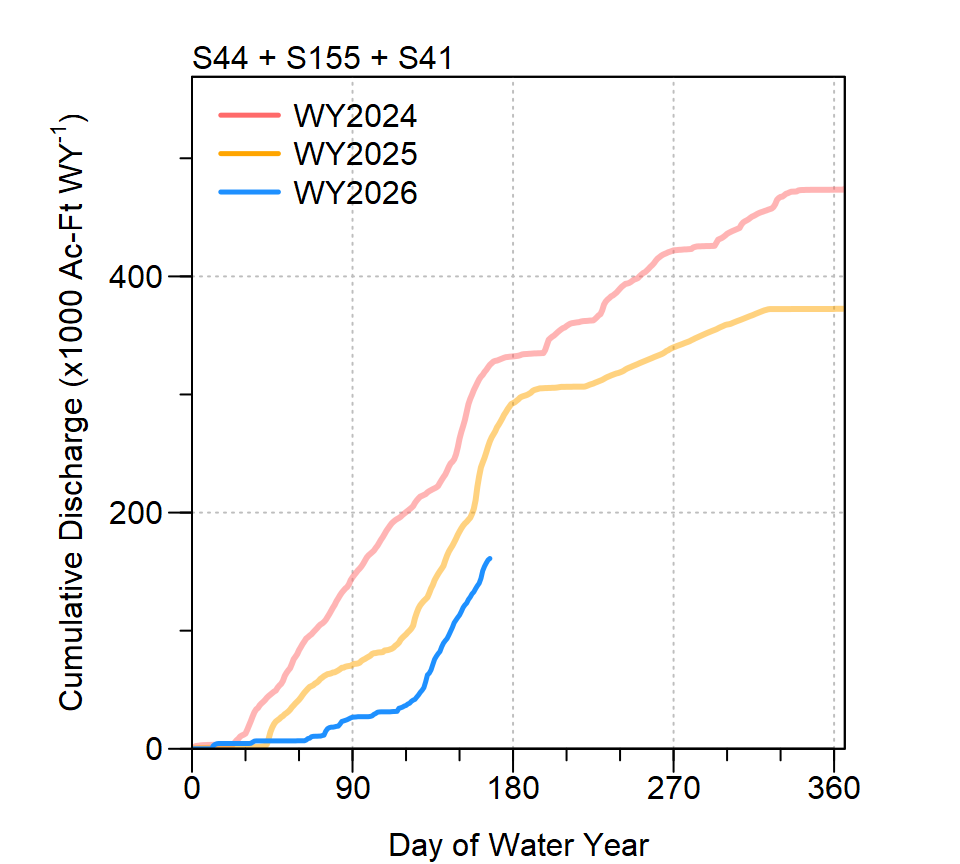 S44 + S155 + S41
WY2024
WY2025
WY2026
Cumulative Discharge (x1000 Ac-Ft WY⁻¹)
400
200
0
0 90 180 270 360
Day of Water Year